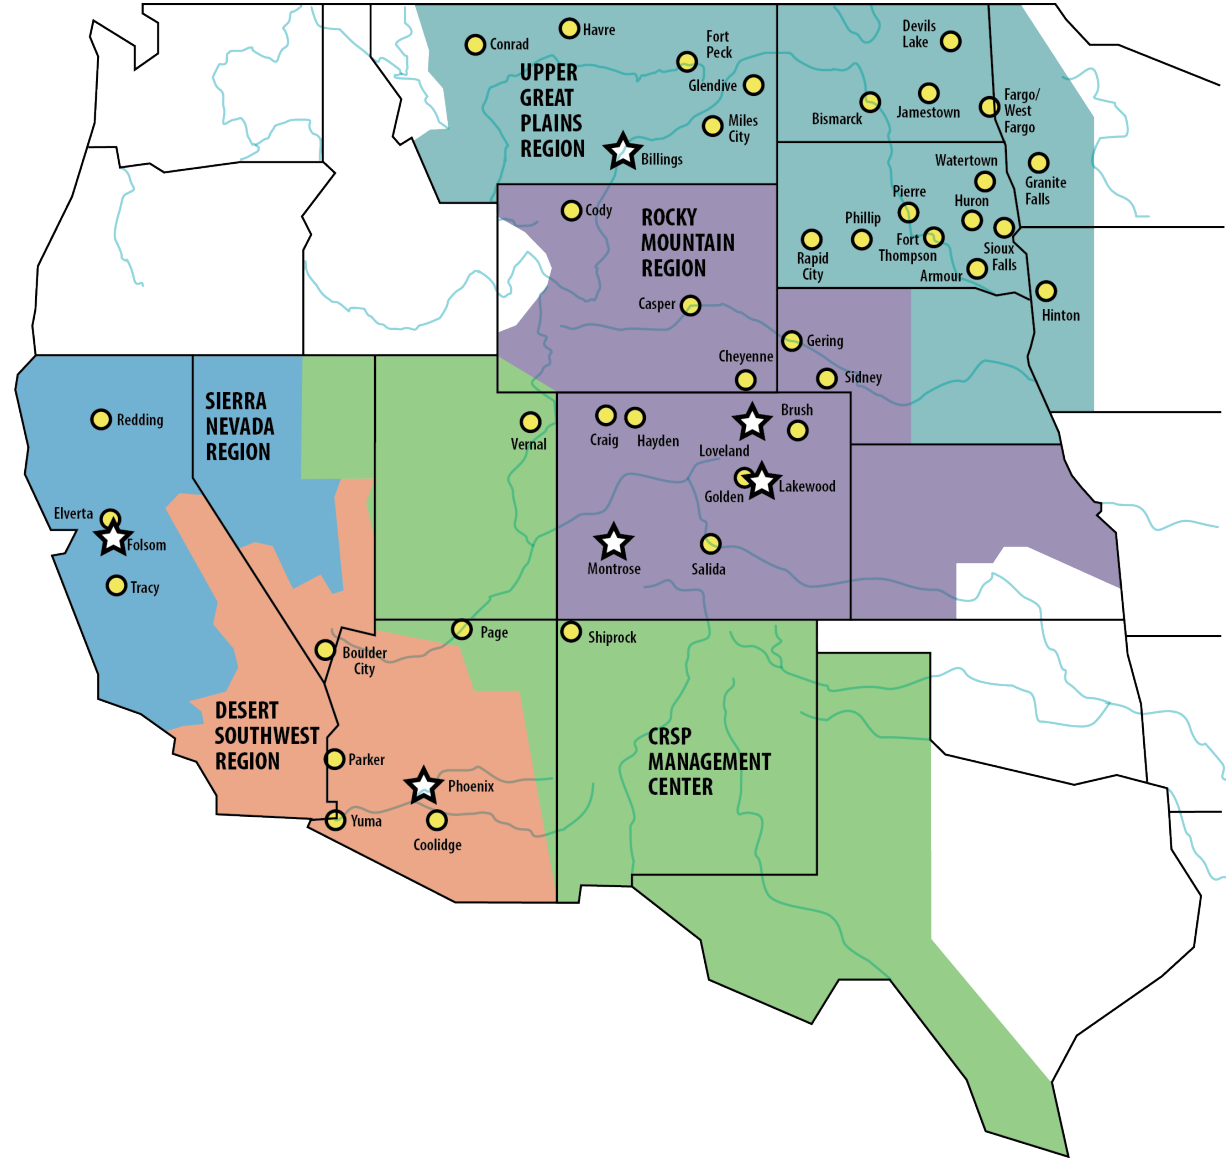 Conrad
Havre
Fort
Peck
Glendive
Miles
City
UPPER
GREAT
PLAINS
REGION
Billings
Devils
Lake
Bismarck
Jamestown
Fargo/
West
Fargo
Watertown
Granite
Falls
Pierre
Huron
Phillip
Rapid
City
Fort
Thompson
Sioux
Falls
Armour
Hinton
Cody
ROCKY
MOUNTAIN
REGION
Casper
Cheyenne
Gering
Sidney
Redding
SIERRA
NEVADA
REGION
Vernal
Craig
Hayden
Loveland
Brush
Golden
Lakewood
Elverta
Folsom
Tracy
Montrose
Salida
Boulder
City
Page
Shiprock
DESERT
SOUTHWEST
REGION
Parker
Phoenix
Yuma
Coolidge
CRSP
MANAGEMENT
CENTER